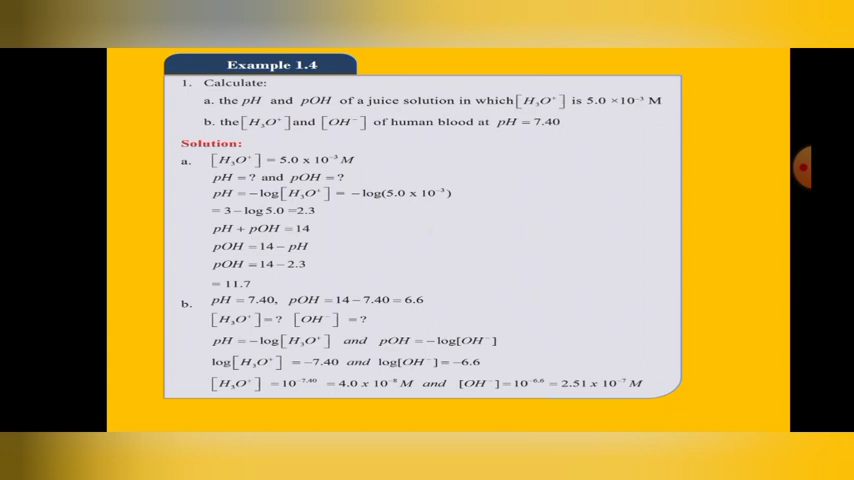 Example 1.4
1. Calculate:
a. the pH and pOH of a juice solution in which [H₃O⁺] is 5.0 ×10⁻³ M
b. the [H₃O⁺] and [OH⁻] of human blood at pH = 7.40
Solution:
a. [H₃O⁺] = 5.0 x 10⁻³ M
pH = ? and pOH = ?
pH = −log[H₃O⁺] = −log(5.0 x 10⁻³)
= 3 − log 5.0 = 2.3
pH + pOH = 14
pOH = 14 − pH
pOH = 14 − 2.3
= 11.7
b. pH = 7.40, pOH = 14 − 7.40 = 6.6
[H₃O⁺] = ? [OH⁻] = ?
pH = −log[H₃O⁺] and pOH = −log[OH⁻]
log[H₃O⁺] = −7.40 and log[OH⁻] = −6.6
[H₃O⁺] = 10⁻⁷·⁴⁰ = 4.0 x 10⁻⁸ M and [OH⁻] = 10⁻⁶·⁶ = 2.51 x 10⁻⁷ M